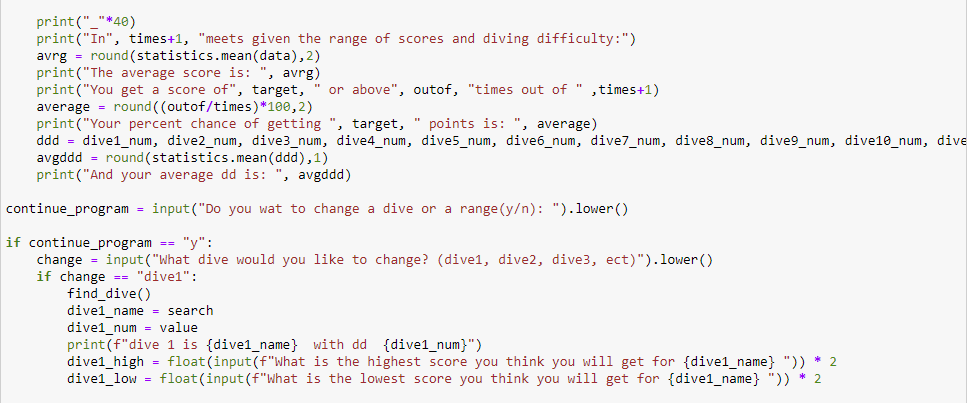 print("_"*40)
print("In", times+1, "meets given the range of scores and diving difficulty:")
avrg = round(statistics.mean(data),2)
print("The average score is: ", avrg)
print("You get a score of", target, " or above", outof, "times out of " ,times+1)
average = round((outof/times)*100,2)
print("Your percent chance of getting ", target, " points is: ", average)
ddd = dive1_num, dive2_num, dive3_num, dive4_num, dive5_num, dive6_num, dive7_num, dive8_num, dive9_num, dive10_num, dive
avgddd = round(statistics.mean(ddd),1)
print("And your average dd is: ", avgddd)
continue_program = input("Do you wat to change a dive or a range(y/n): ").lower()
if continue_program == "y":
change = input("What dive would you like to change? (dive1, dive2, dive3, ect)").lower()
if change == "dive1":
find_dive()
dive1_name = search
dive1_num = value
print(f"dive 1 is {dive1_name}  with dd  {dive1_num}")
dive1_high = float(input(f"What is the highest score you think you will get for {dive1_name} ")) * 2
dive1_low = float(input(f"What is the lowest score you think you will get for {dive1_name} ")) * 2